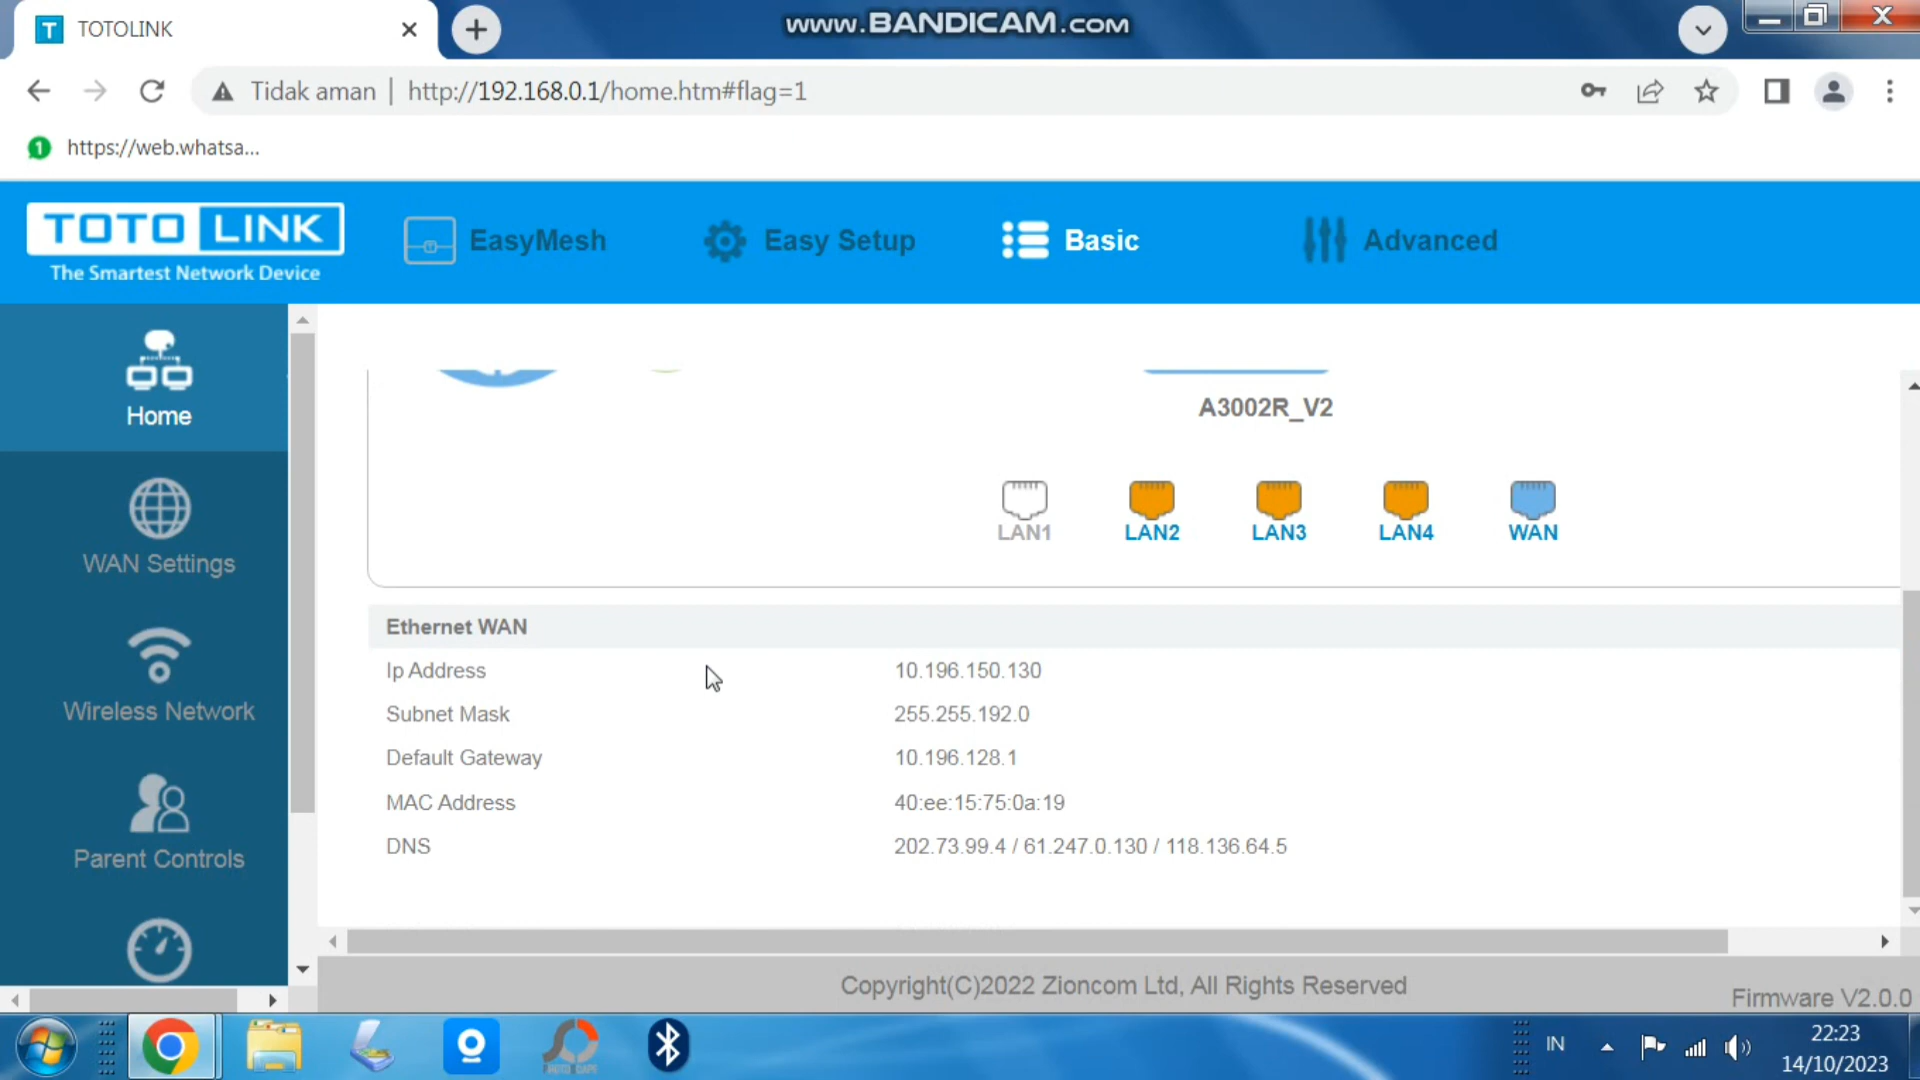 TOTOLINK
www.BANDICAM.com
Tidak aman | http://192.168.0.1/home.htm#flag=1
https://web.whatsa...
TOTO LINK
The Smartest Network Device
EasyMesh
Easy Setup
Basic
Advanced
Home
WAN Settings
Wireless Network
Parent Controls
A3002R_V2
LAN1 LAN2 LAN3 LAN4 WAN
Ethernet WAN
Ip Address 10.196.150.130
Subnet Mask 255.255.192.0
Default Gateway 10.196.128.1
MAC Address 40:ee:15:75:0a:19
DNS 202.73.99.4 / 61.247.0.130 / 118.136.64.5
Copyright(C)2022 Zioncom Ltd, All Rights Reserved
Firmware V2.0.0
IN
22:23
14/10/2023